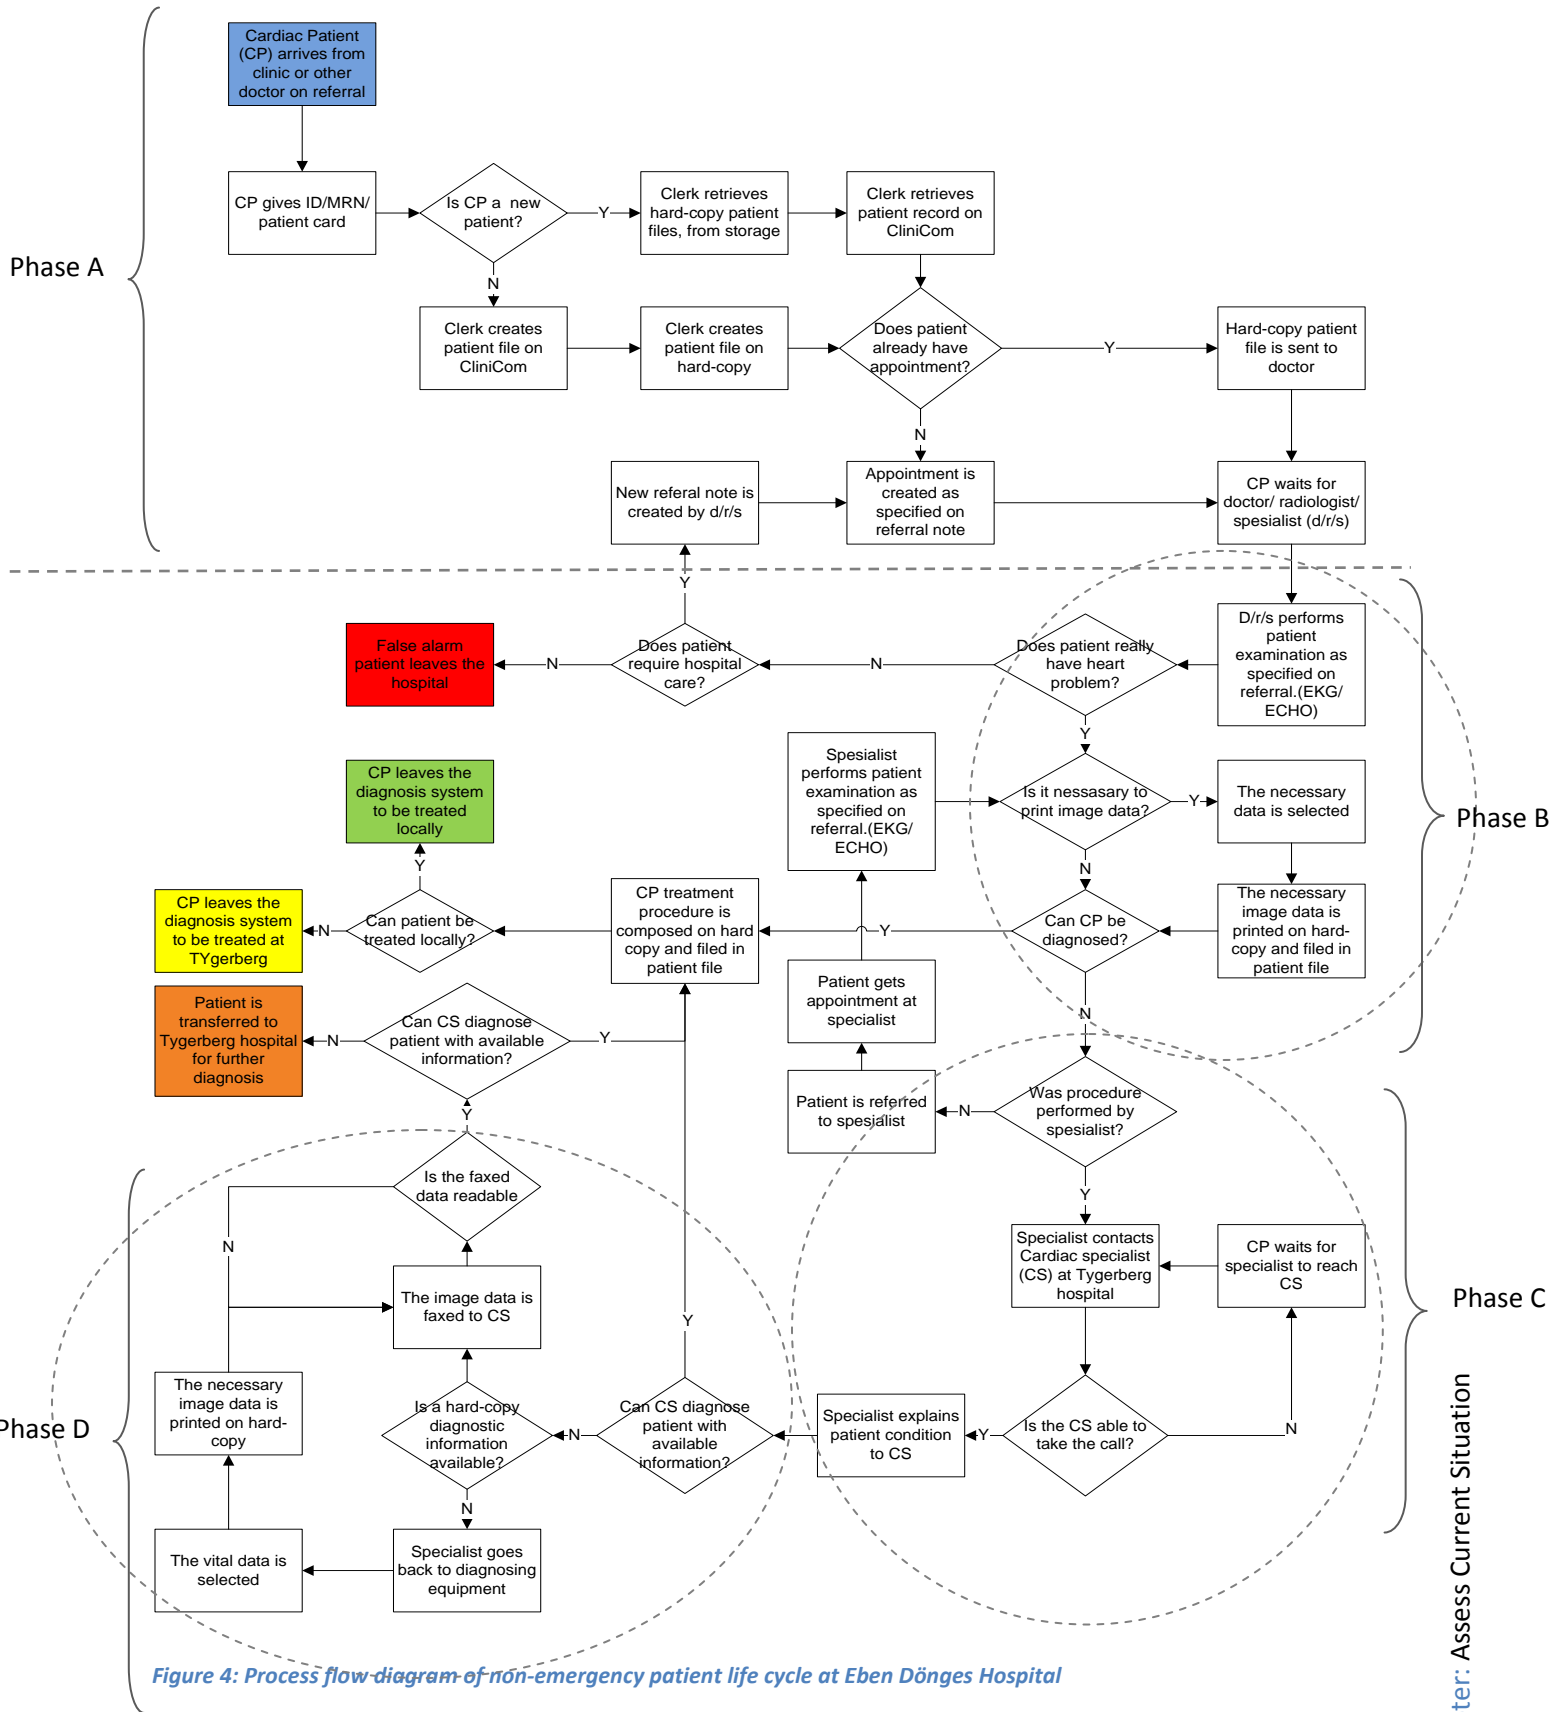 Cardiac Patient
(CP) arrives from
clinic or other
doctor on referral
Phase A
CP gives ID/MRN/
patient card
Is CP a  new
patient?
Y
Clerk retrieves
hard-copy patient
files, from storage
Clerk retrieves
patient record on
CliniCom
N
Clerk creates
patient file on
CliniCom
Clerk creates
patient file on
hard-copy
Does patient
already have
appointment?
Y
Hard-copy patient
file is sent to
doctor
N
New referal note is
created by d/r/s
Appointment is
created as
specified on
referral note
CP waits for
doctor/ radiologist/
spesialist (d/r/s)
Y
False alarm
patient leaves the
hospital
N
Does patient
require hospital
care?
N
Does patient really
have heart
problem?
D/r/s performs
patient
examination as
specified on
referral.(EKG/
ECHO)
Y
CP leaves the
diagnosis system
to be treated
locally
Spesialist
performs patient
examination as
specified on
referral.(EKG/
ECHO)
Is it nessasary to
print image data?
Y
The necessary
data is selected
Phase B
Y
N
CP leaves the
diagnosis system
to be treated at
TYgerberg
N
Can patient be
treated locally?
CP treatment
procedure is
composed on hard
copy and filed in
patient file
Y
Can CP be
diagnosed?
The necessary
image data is
printed on hard-
copy and filed in
patient file
Patient gets
appointment at
specialist
N
Patient is
transferred to
Tygerberg hospital
for further
diagnosis
N
Can CS diagnose
patient with available
information?
Y
Patient is referred
to spesialist
N
Was procedure
performed by
spesialist?
Y
Is the faxed
data readable
Y
N
Specialist contacts
Cardiac specialist
(CS) at Tygerberg
hospital
CP waits for
specialist to reach
CS
Phase C
The image data is
faxed to CS
Y
The necessary
image data is
printed on hard-
copy
Is a hard-copy
diagnostic
information
available?
N
Can CS diagnose
patient with
available
information?
Specialist explains
patient condition
to CS
Y
Is the CS able to
take the call?
N
Phase D
N
The vital data is
selected
Specialist goes
back to diagnosing
equipment
ter: Assess Current Situation
Figure 4: Process flow diagram of non-emergency patient life cycle at Eben Dönges Hospital